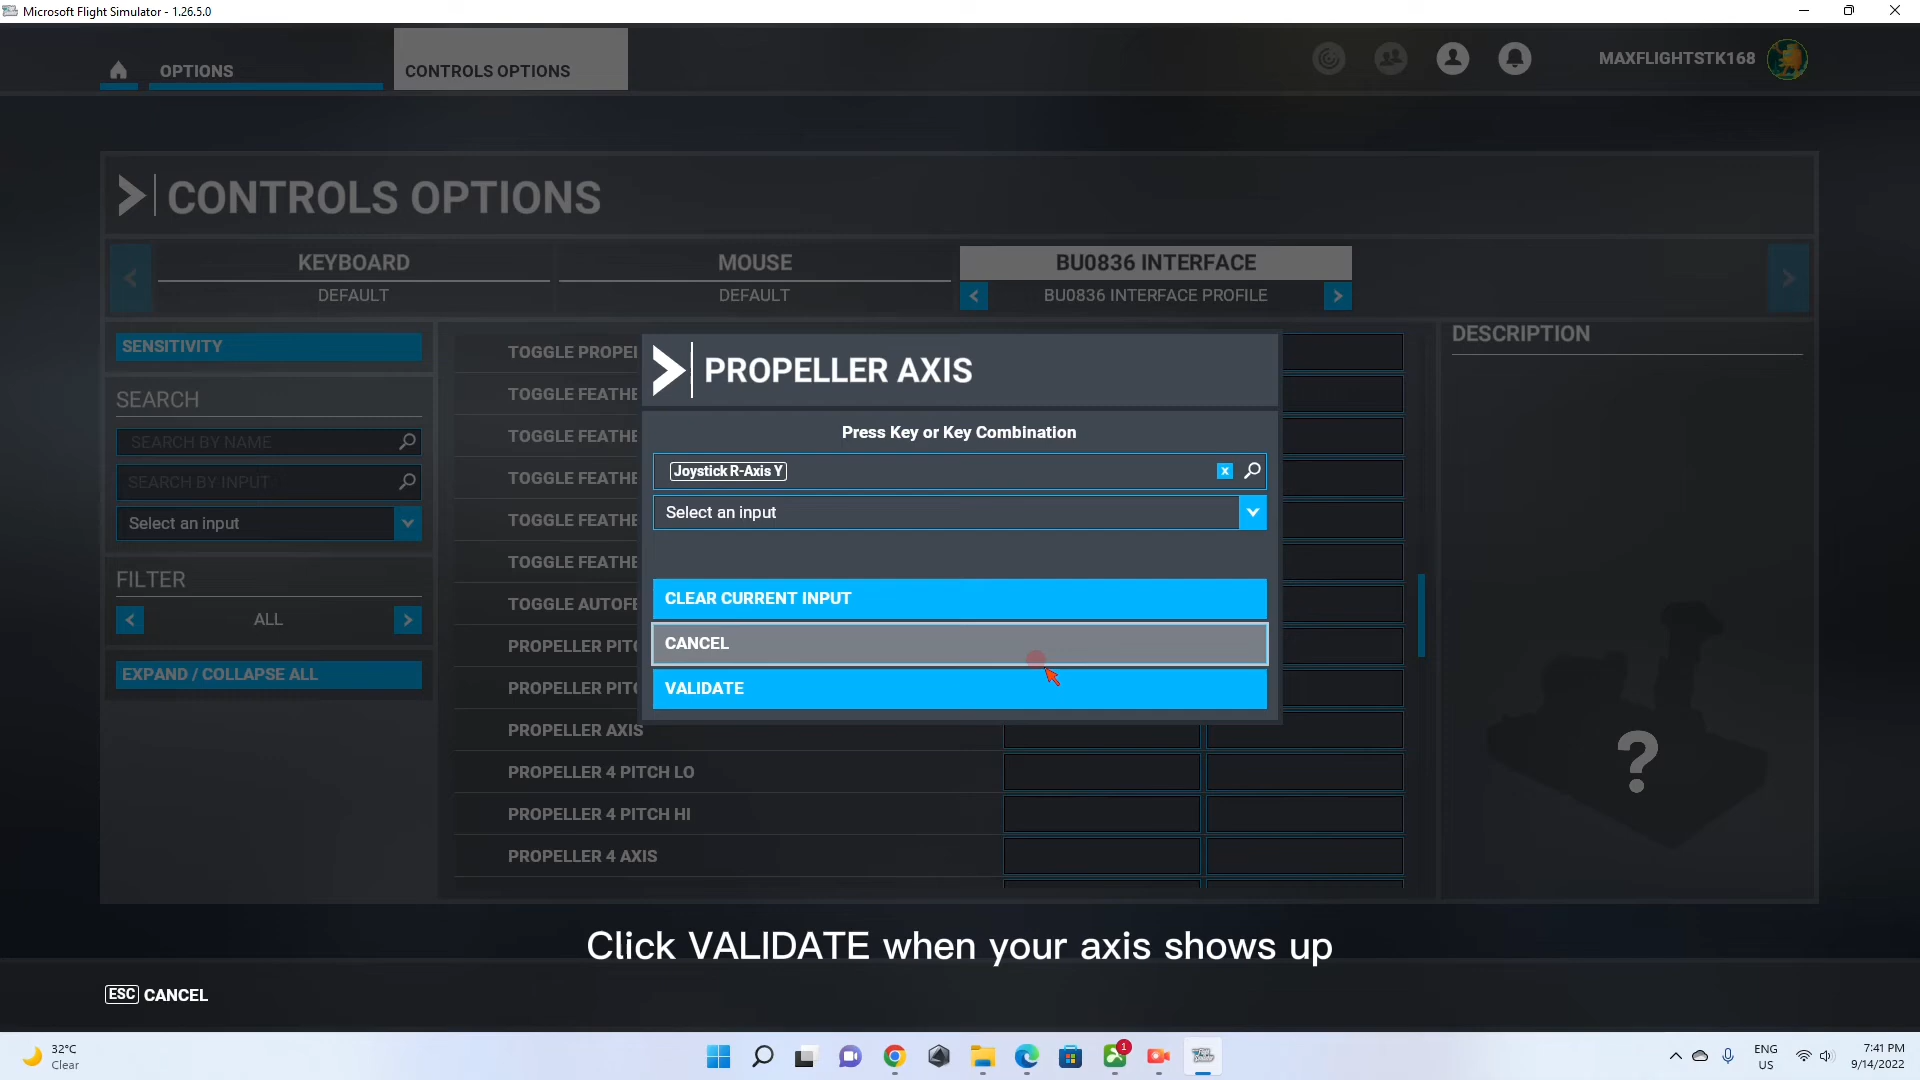 Microsoft Flight Simulator - 1.26.5.0
OPTIONS
CONTROLS OPTIONS
MAXFLIGHTSTK168
CONTROLS OPTIONS
KEYBOARD
DEFAULT
MOUSE
DEFAULT
BU0836 INTERFACE
BU0836 INTERFACE PROFILE
SENSITIVITY
SEARCH
SEARCH BY NAME
SEARCH BY INPUT
Select an input
FILTER
ALL
EXPAND / COLLAPSE ALL
TOGGLE PROPEL
TOGGLE FEATHE
TOGGLE FEATHE
TOGGLE FEATHE
TOGGLE FEATHE
TOGGLE FEATHE
TOGGLE AUTOFE
PROPELLER PITC
PROPELLER PITC
PROPELLER AXIS
PROPELLER 4 PITCH LO
PROPELLER 4 PITCH HI
PROPELLER 4 AXIS
PROPELLER AXIS
Press Key or Key Combination
Joystick R-Axis Y
x
Select an input
CLEAR CURRENT INPUT
CANCEL
VALIDATE
DESCRIPTION
?
Click VALIDATE when your axis shows up
ESC CANCEL
32°C
Clear
1
ENG
US
7:41 PM
9/14/2022